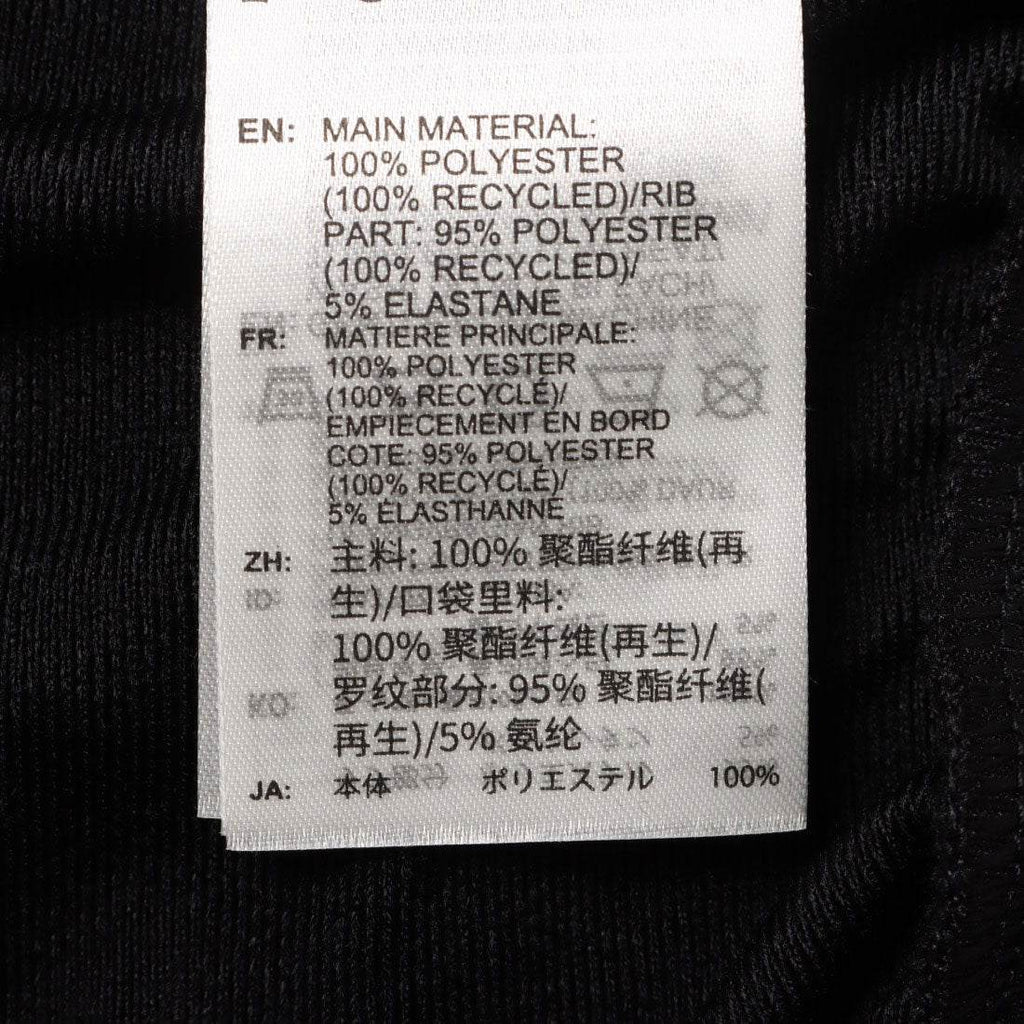 EN: MAIN MATERIAL:
100% POLYESTER
(100% RECYCLED)/RIB
PART: 95% POLYESTER
(100% RECYCLED)/
5% ELASTANE
FR: MATIERE PRINCIPALE:
100% POLYESTER
(100% RECYCLÉ)/
EMPIECEMENT EN BORD
COTE: 95% POLYESTER
(100% RECYCLÉ)/
5% ELASTHANNE
ZH: 主料: 100% 聚酯纤维(再
生)/口袋里料:
100% 聚酯纤维(再生)/
罗纹部分: 95% 聚酯纤维(
再生)/5% 氨纶
JA: 本体 ポリエステル 100%